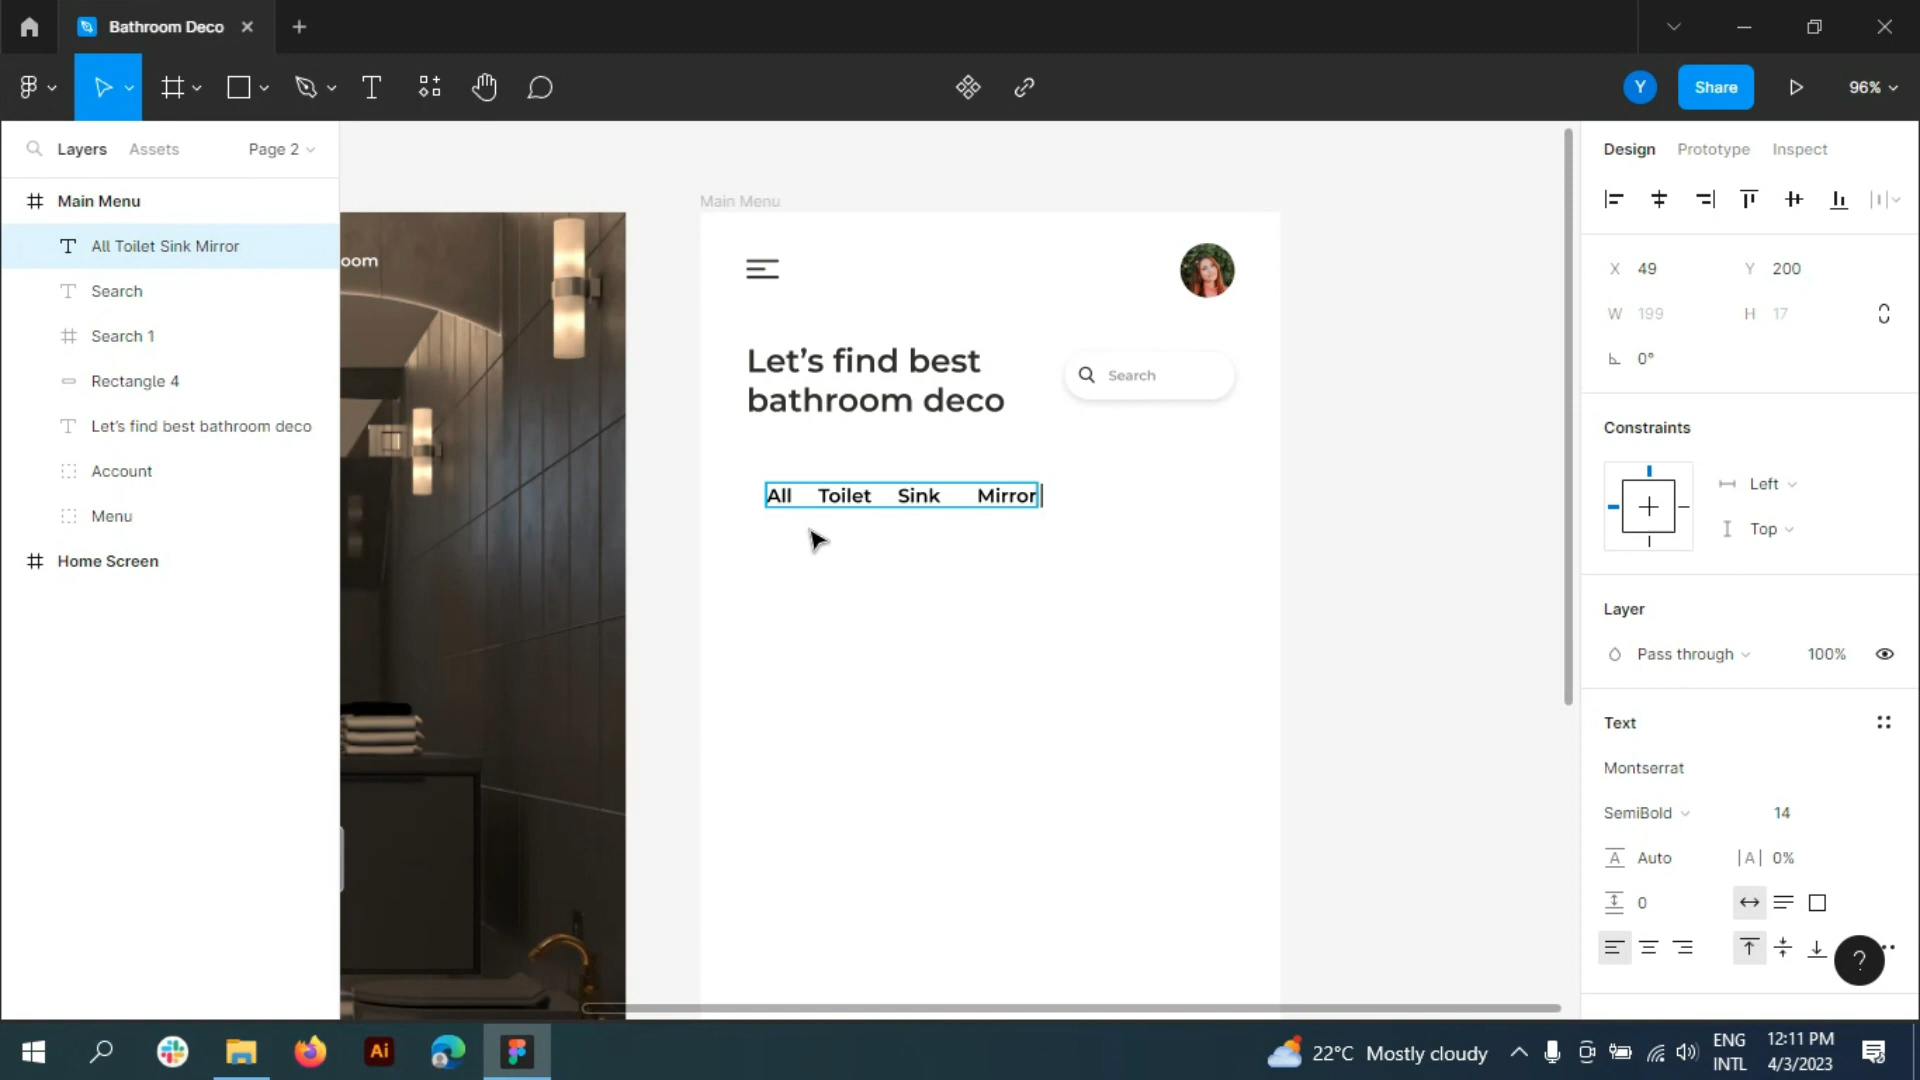 Bathroom Deco
Y
Share
96%
Layers
Assets
Page 2
Main Menu
All Toilet Sink Mirror
Search
Search 1
Rectangle 4
Let's find best bathroom deco
Account
Menu
Home Screen
oom
Main Menu
Let's find best
bathroom deco
Search
All Toilet Sink Mirror
Design
Prototype
Inspect
X 49
Y 200
W 199
H 17
0°
Constraints
Left
Top
Layer
Pass through
100%
Text
Montserrat
SemiBold
14
A Auto
|A| 0%
0
?
Ai
22°C Mostly cloudy
ENG
INTL
12:11 PM
4/3/2023